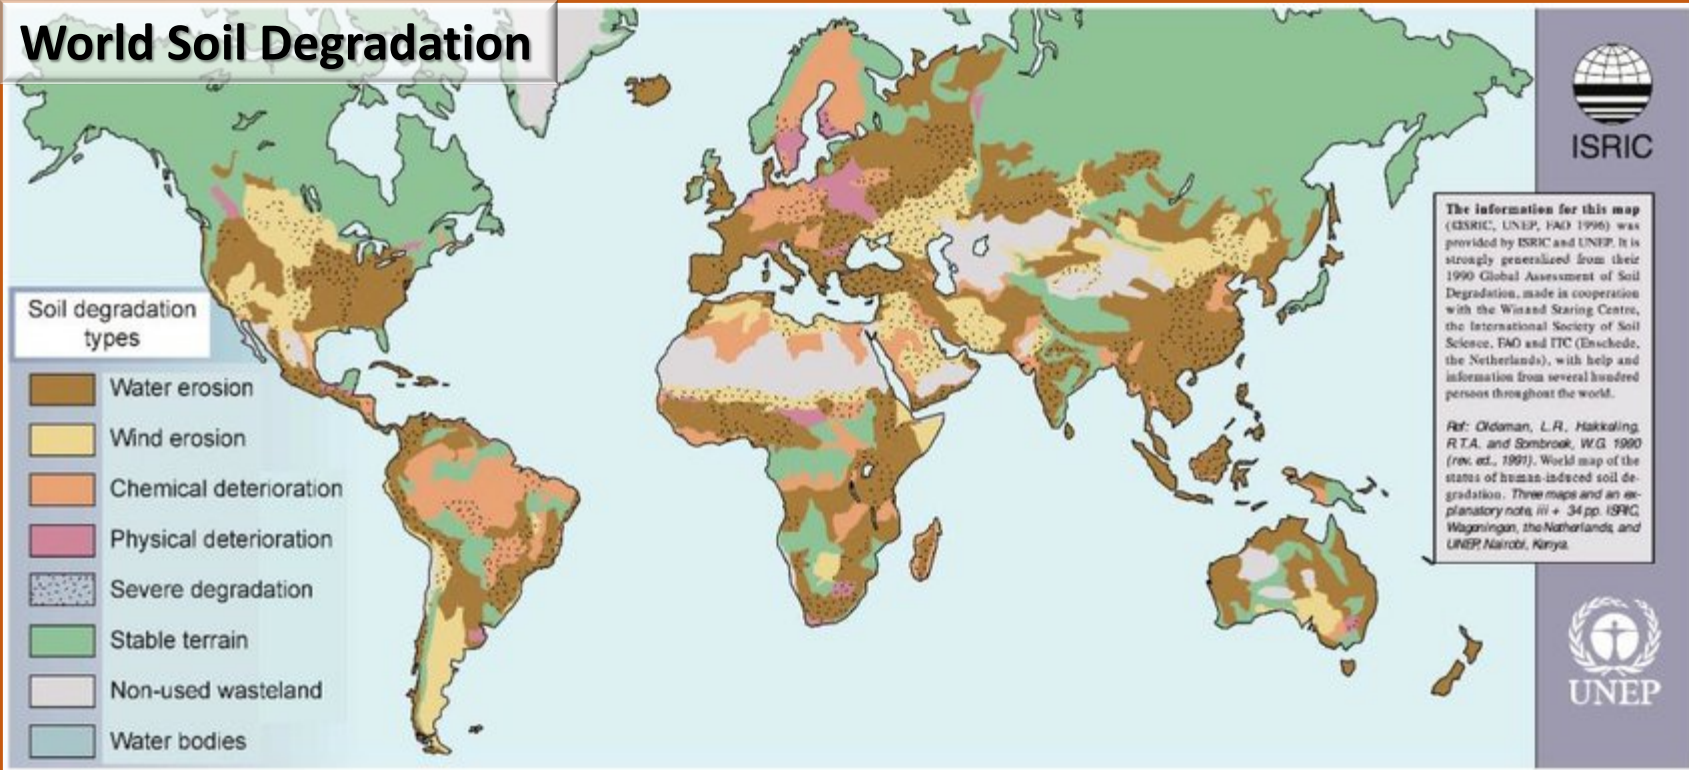 World Soil Degradation
ISRIC
The information for this map
(ISRIC, UNEP, FAO 1996) was
provided by ISRIC and UNEP. It is
strongly generalized from their
1990 Global Assessment of Soil
Degradation, made in cooperation
with the Winand Staring Centre,
the International Society of Soil
Science, FAO and ITC (Enschede,
the Netherlands), with help and
information from several hundred
persons throughout the world.
Ref: Oldeman, L.R., Hakkeling,
R.T.A. and Sombroek, W.G. 1990
(rev. ed., 1991). World map of the
status of human-induced soil de-
gradation. Three maps and an ex-
planatory note, iii + 34 pp. ISRIC,
Wageningen, the Netherlands, and
UNEP, Nairobi, Kenya.
Soil degradation
types
Water erosion
Wind erosion
Chemical deterioration
Physical deterioration
Severe degradation
Stable terrain
Non-used wasteland
Water bodies
UNEP